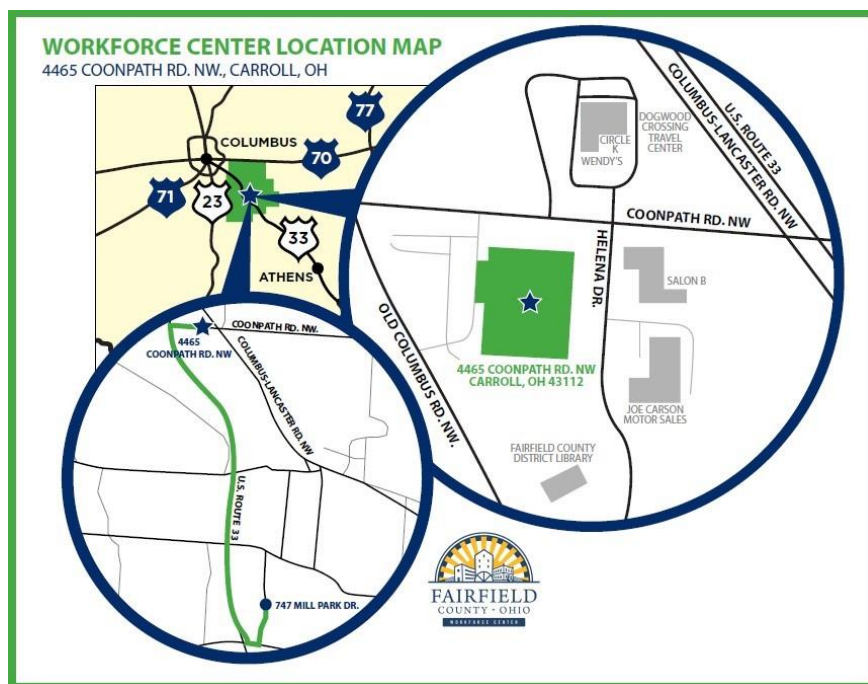 WORKFORCE CENTER LOCATION MAP
4465 COONPATH RD. NW., CARROLL, OH
77
COLUMBUS
70
71
23
33
ATHENS
U.S. ROUTE 33
COLUMBUS-LANCASTER RD. NW
DOGWOOD
CROSSING
TRAVEL
CENTER
CIRCLE
K
WENDY'S
COONPATH RD. NW
HELENA DR.
SALON B
OLD COLUMBUS RD. NW.
4465 COONPATH RD. NW
CARROLL, OH 43112
JOE CARSON
MOTOR SALES
FAIRFIELD COUNTY
DISTRICT LIBRARY
COONPATH RD. NW.
4465
COONPATH RD. NW
COLUMBUS-LANCASTER RD. NW
U.S. ROUTE 33
747 MILL PARK DR.
FAIRFIELD
COUNTY • OHIO
WORKFORCE CENTER